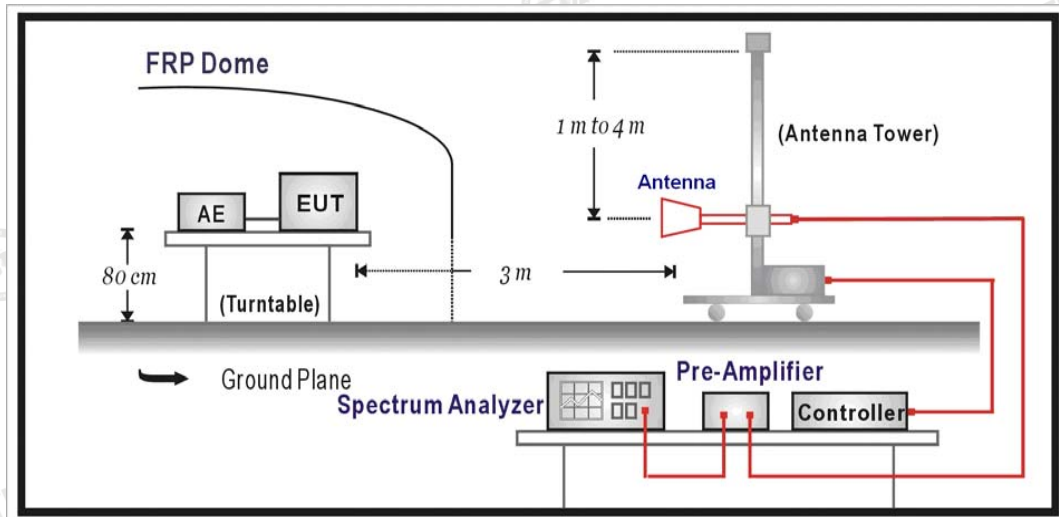 FRP Dome
1 m to 4 m
(Antenna Tower)
Antenna
AE
EUT
80 cm
3 m
(Turntable)
Ground Plane
Pre-Amplifier
Spectrum Analyzer
Controller